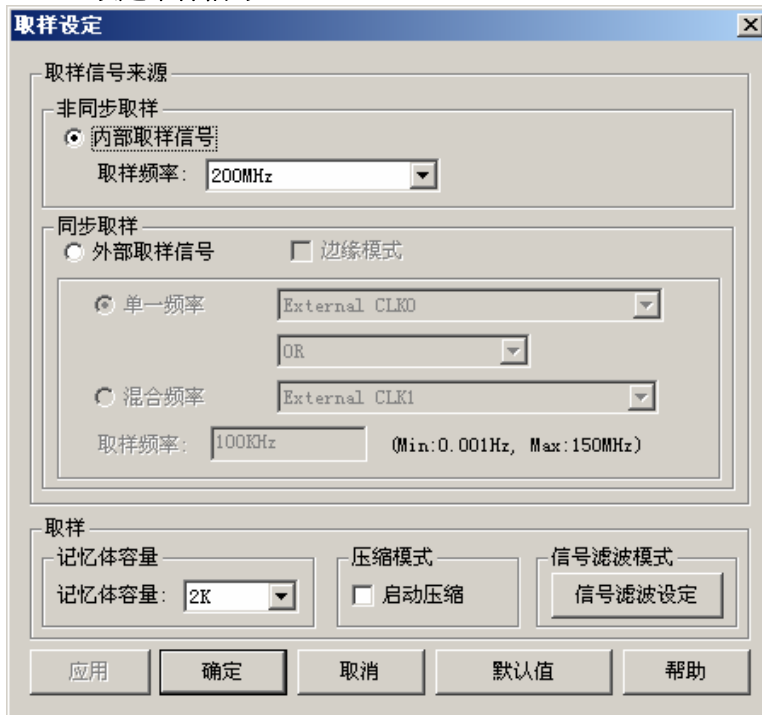 取样设定
取样信号来源
非同步取样
内部取样信号
取样频率: 200MHz
同步取样
外部取样信号 边缘模式
单一频率 External CLK0
OR
混合频率 External CLK1
取样频率: 100KHz (Min:0.001Hz, Max:150MHz)
取样
记忆体容量 压缩模式 信号滤波模式
记忆体容量: 2K 启动压缩 信号滤波设定
应用 确定 取消 默认值 帮助